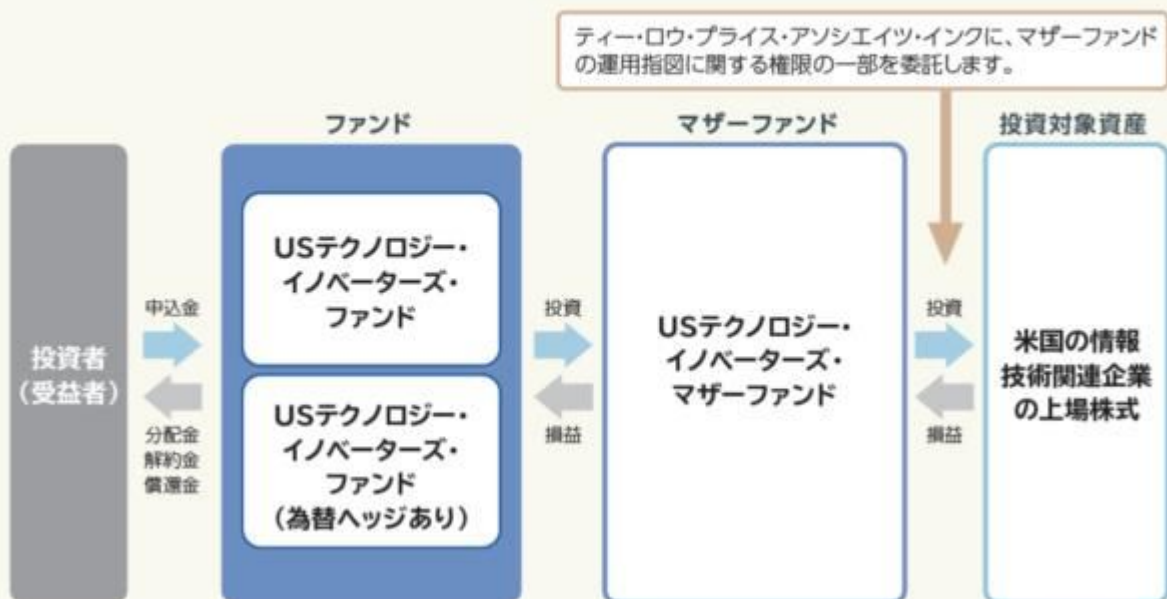 ティー・ロウ・プライス・アソシエイツ・インクに、マザーファンド
の運用指図に関する権限の一部を委託します。
ファンド
マザーファンド
投資対象資産
投資者
(受益者)
申込金
分配金
解約金
償還金
USテクノロジー・
イノベーターズ・
ファンド
USテクノロジー・
イノベーターズ・
ファンド
(為替ヘッジあり)
投資
損益
USテクノロジー・
イノベーターズ・
マザーファンド
投資
損益
米国の情報
技術関連企業
の上場株式